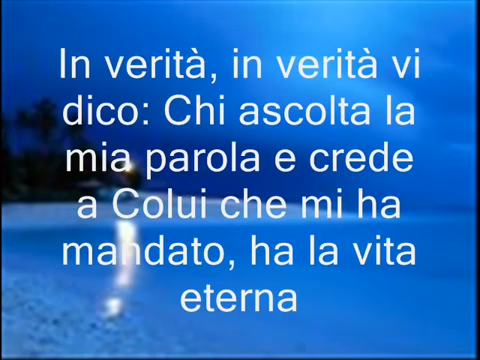 In verità, in verità vi
dico: Chi ascolta la
mia parola e crede
a Colui che mi ha
mandato, ha la vita
eterna